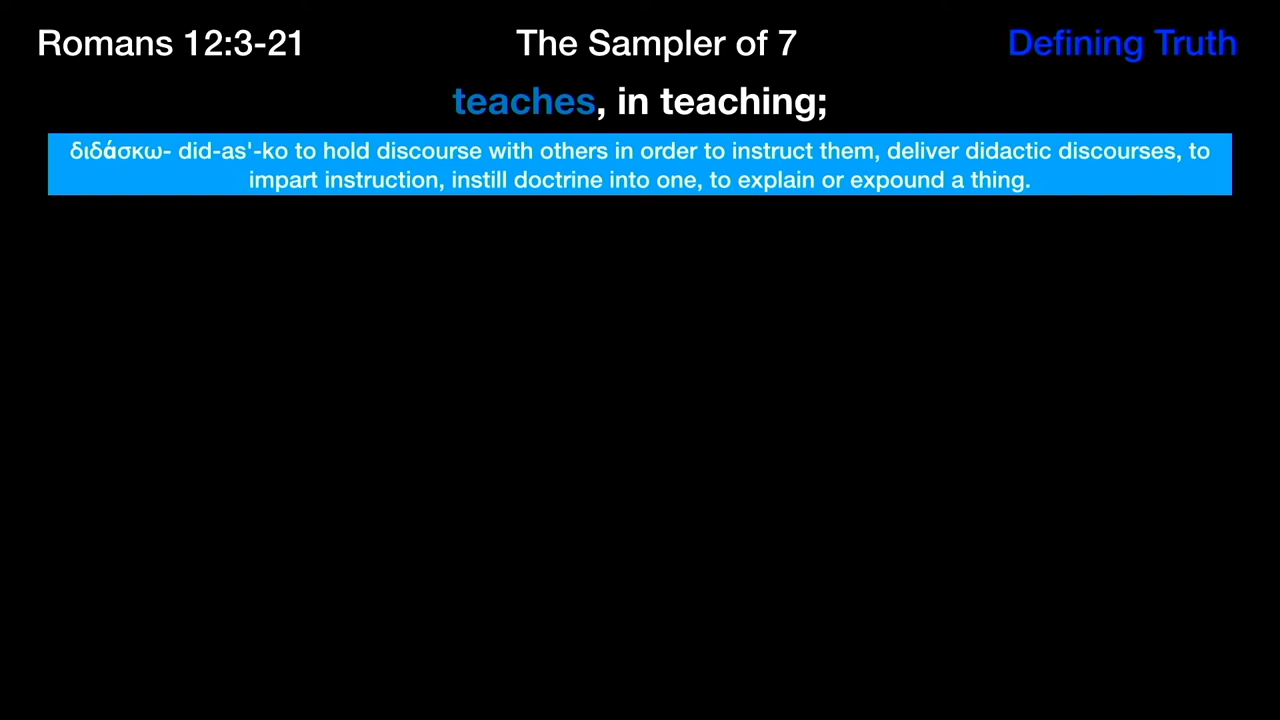 Romans 12:3-21 The Sampler of 7 Defining Truth
teaches, in teaching;
διδάσκω- did-as'-ko to hold discourse with others in order to instruct them, deliver didactic discourses, to
impart instruction, instill doctrine into one, to explain or expound a thing.